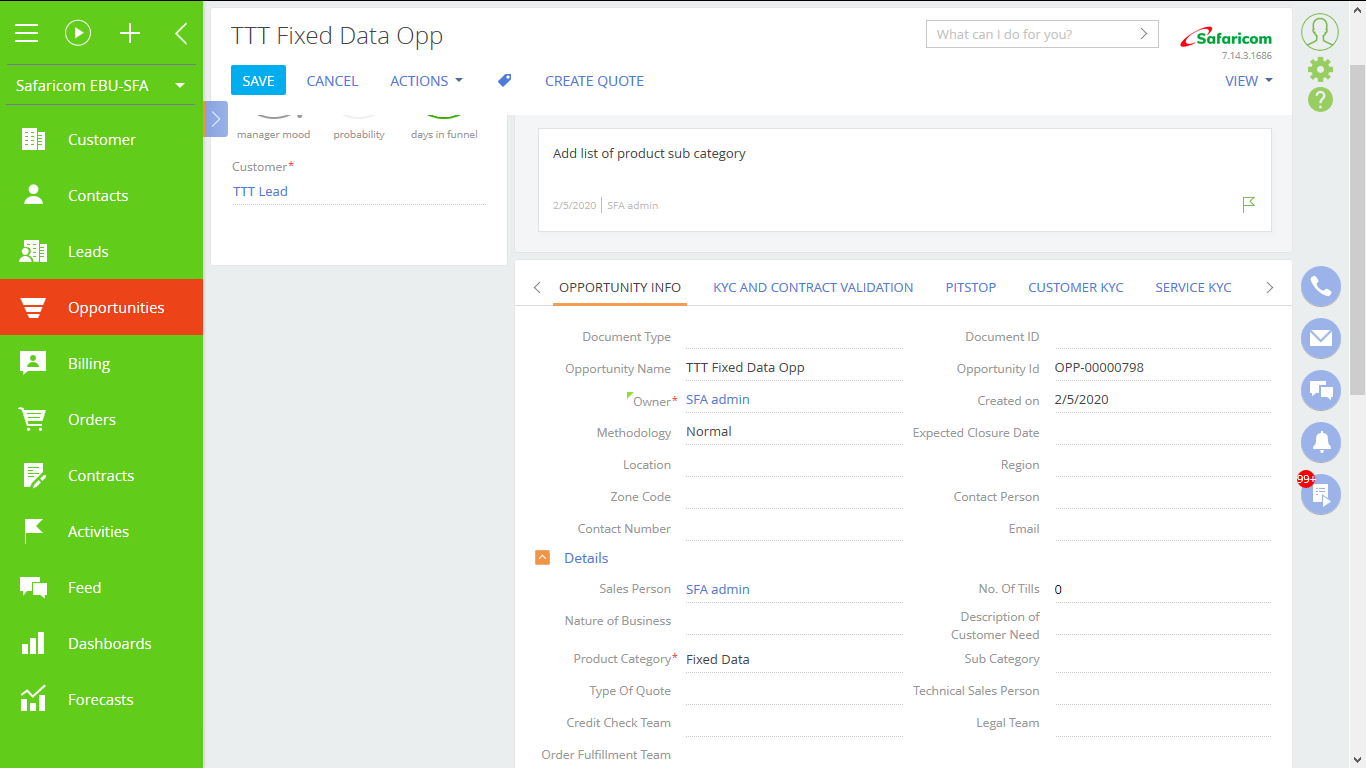 TTT Fixed Data Opp
What can I do for you?
Safaricom
7.14.3.1686
Safaricom EBU-SFA
SAVE
CANCEL
ACTIONS
CREATE QUOTE
VIEW
Customer
Contacts
Leads
Opportunities
Billing
Orders
Contracts
Activities
Feed
Dashboards
Forecasts
manager mood
probability
days in funnel
Customer*
TTT Lead
Add list of product sub category
2/5/2020 | SFA admin
OPPORTUNITY INFO
KYC AND CONTRACT VALIDATION
PITSTOP
CUSTOMER KYC
SERVICE KYC
Document Type
Document ID
Opportunity Name TTT Fixed Data Opp
Opportunity Id OPP-00000798
Owner* SFA admin
Created on 2/5/2020
Methodology Normal
Expected Closure Date
Location
Region
Zone Code
Contact Person
Contact Number
Email
Details
Sales Person SFA admin
No. Of Tills 0
Nature of Business
Description of
Customer Need
Product Category* Fixed Data
Sub Category
Type Of Quote
Technical Sales Person
Credit Check Team
Legal Team
Order Fulfillment Team
99+